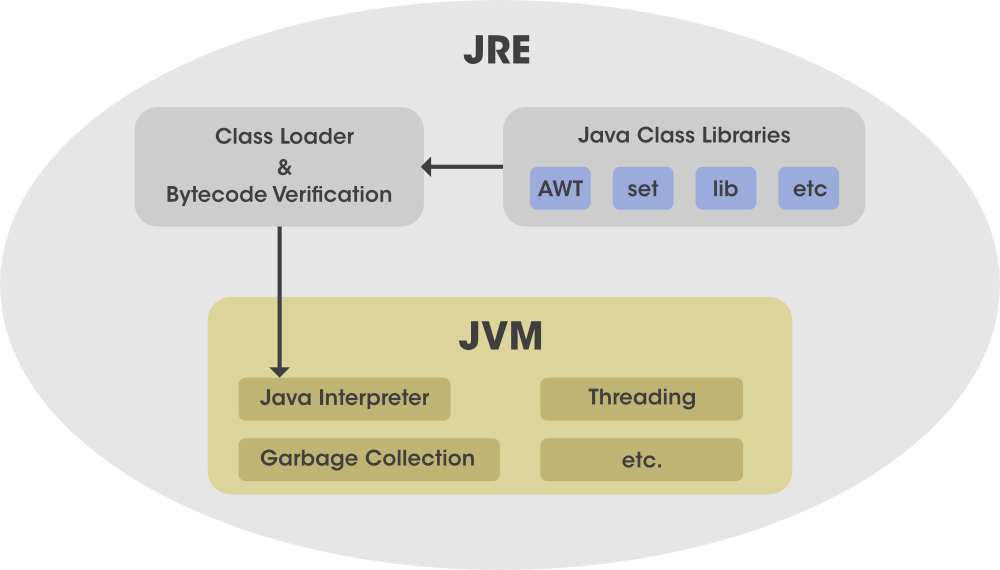 JRE
Class Loader
&
Bytecode Verification
Java Class Libraries
AWT
set
lib
etc
JVM
Java Interpreter
Threading
Garbage Collection
etc.